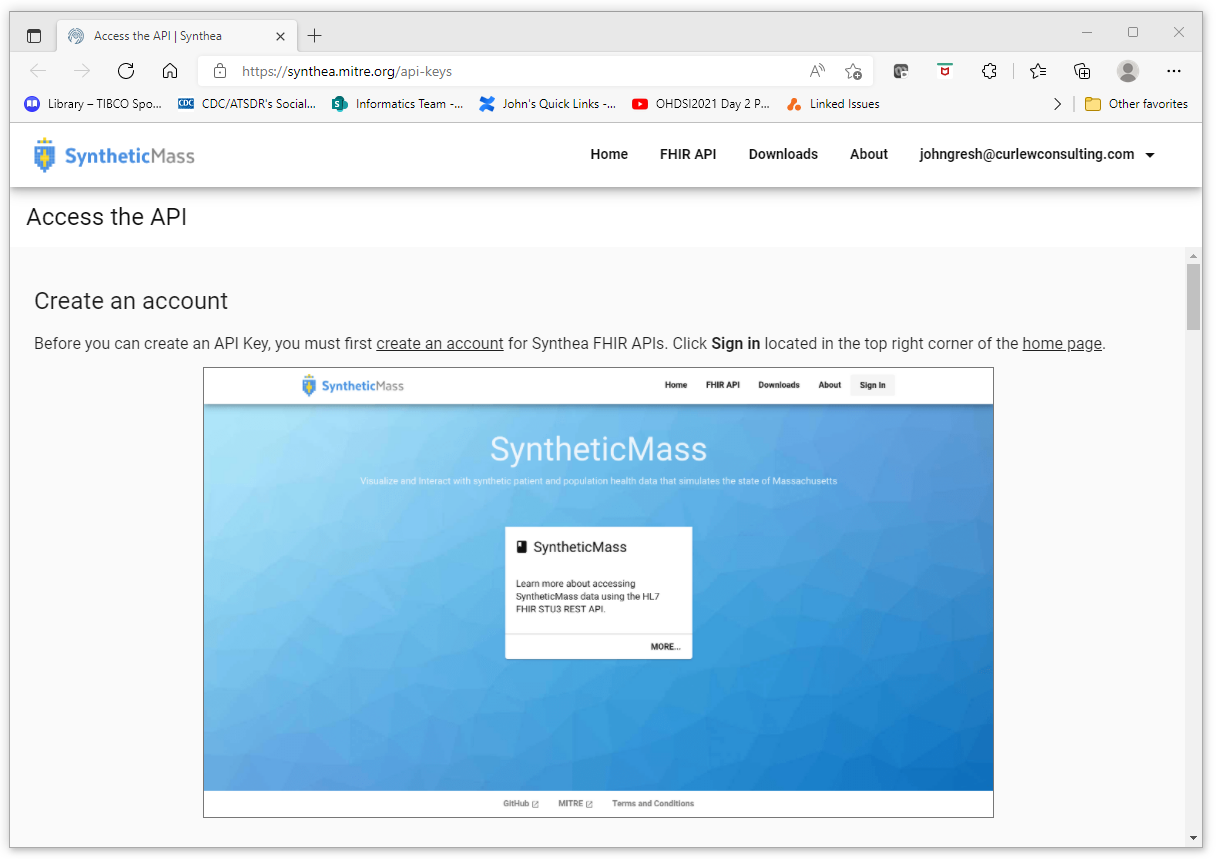 Access the API | Synthea
https://synthea.mitre.org/api-keys
Library – TIBCO Spo...
CDC
CDC/ATSDR's Social...
Informatics Team -...
John's Quick Links -...
OHDSI2021 Day 2 P...
Linked Issues
Other favorites
SyntheticMass
Home FHIR API Downloads About johngresh@curlewconsulting.com
Access the API
Create an account
Before you can create an API Key, you must first create an account for Synthea FHIR APIs. Click Sign in located in the top right corner of the home page.
SyntheticMass
Home FHIR API Downloads About Sign In
SyntheticMass
Visualize and Interact with synthetic patient and population health data that simulates the state of Massachusetts
SyntheticMass
Learn more about accessing
SyntheticMass data using the HL7
FHIR STU3 REST API.
MORE...
GitHub MITRE Terms and Conditions